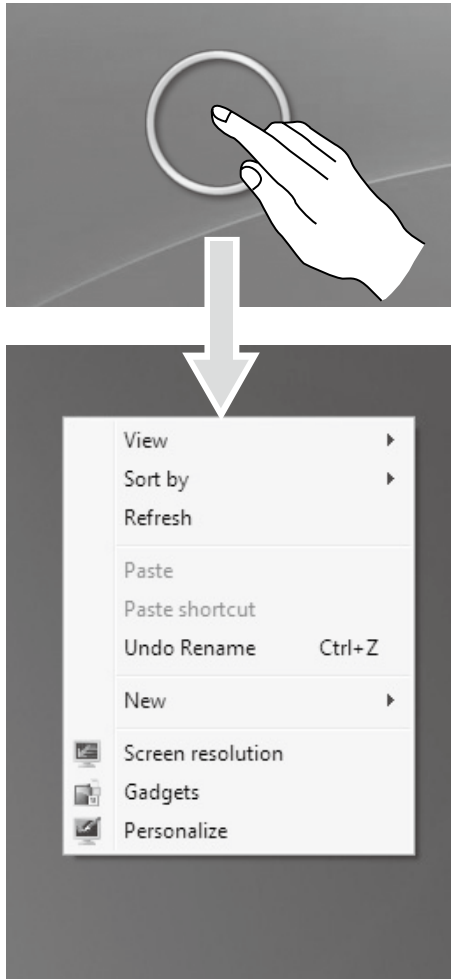 View
Sort by
Refresh
Paste
Paste shortcut
Undo Rename Ctrl+Z
New
Screen resolution
Gadgets
Personalize